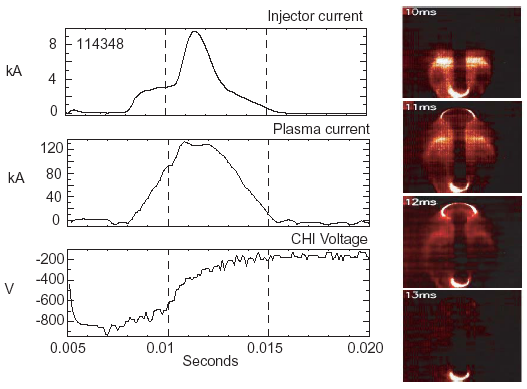 Injector current
114348
kA
8
4
0
Plasma current
kA
120
80
40
0
CHI Voltage
V
-200
-400
-600
-800
0.005
0.01
0.015
0.020
Seconds
10ms
11ms
12ms
13ms